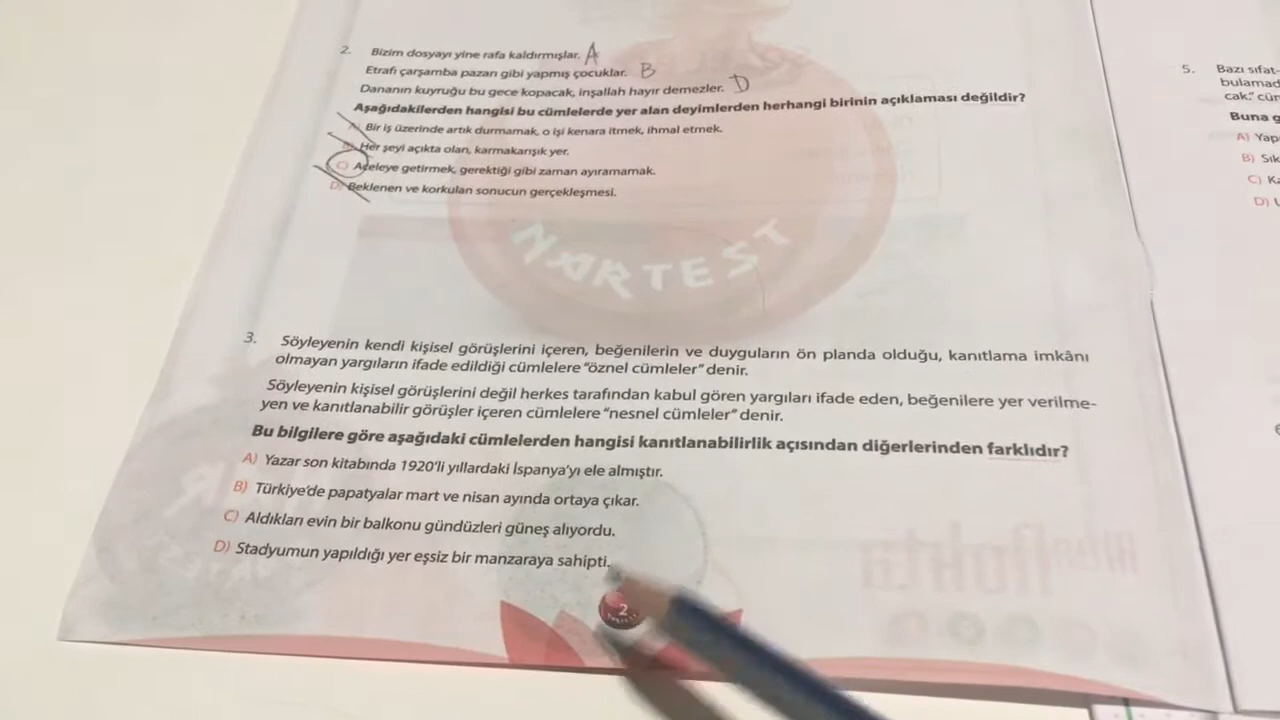 2. Bizim dosyayı yine rafa kaldırmışlar. A
Etrafı çarşamba pazarı gibi yapmış çocuklar. B
Dananın kuyruğu bu gece kopacak, inşallah hayır demezler. D
Aşağıdakilerden hangisi bu cümlelerde yer alan deyimlerden herhangi birinin açıklaması değildir?
A) Bir iş üzerinde artık durmamak, o işi kenara itmek, ihmal etmek.
B) Her şeyi açıkta olan, karmakarışık yer.
C) Aceleye getirmek, gerektiği gibi zaman ayıramamak.
D) Beklenen ve korkulan sonucun gerçekleşmesi.
NARTEST
3. Söyleyenin kendi kişisel görüşlerini içeren, beğenilerin ve duyguların ön planda olduğu, kanıtlama imkânı
olmayan yargıların ifade edildiği cümlelere "öznel cümleler" denir.
Söyleyenin kişisel görüşlerini değil herkes tarafından kabul gören yargıları ifade eden, beğenilere yer verilme-
yen ve kanıtlanabilir görüşler içeren cümlelere "nesnel cümleler" denir.
Bu bilgilere göre aşağıdaki cümlelerden hangisi kanıtlanabilirlik açısından diğerlerinden farklıdır?
A) Yazar son kitabında 1920'li yıllardaki İspanya'yı ele almıştır.
B) Türkiye'de papatyalar mart ve nisan ayında ortaya çıkar.
C) Aldıkları evin bir balkonu gündüzleri güneş alıyordu.
D) Stadyumun yapıldığı yer eşsiz bir manzaraya sahipti.
2
5. Bazı sıfat-
bulamad
cak." cür
Buna g
A) Yap
B) Sık
C) Ka
D) U